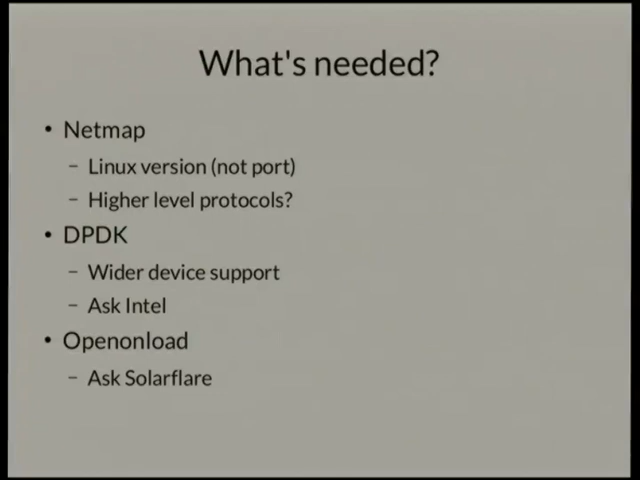 What's needed?
• Netmap
– Linux version (not port)
– Higher level protocols?
• DPDK
– Wider device support
– Ask Intel
• Openonload
– Ask Solarflare